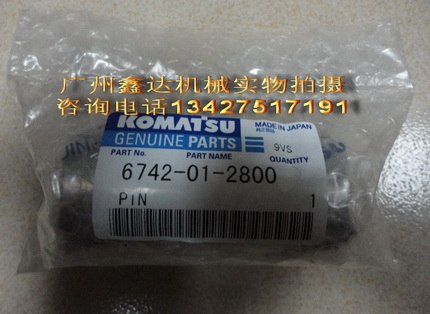 广州鑫达机械实物拍摄
咨询电话13427517191
KOMATSU
GENUINE PARTS
MADE IN JAPAN
PART No.
PART NAME
9VS
QUANTITY
6742-01-2800
PIN
1